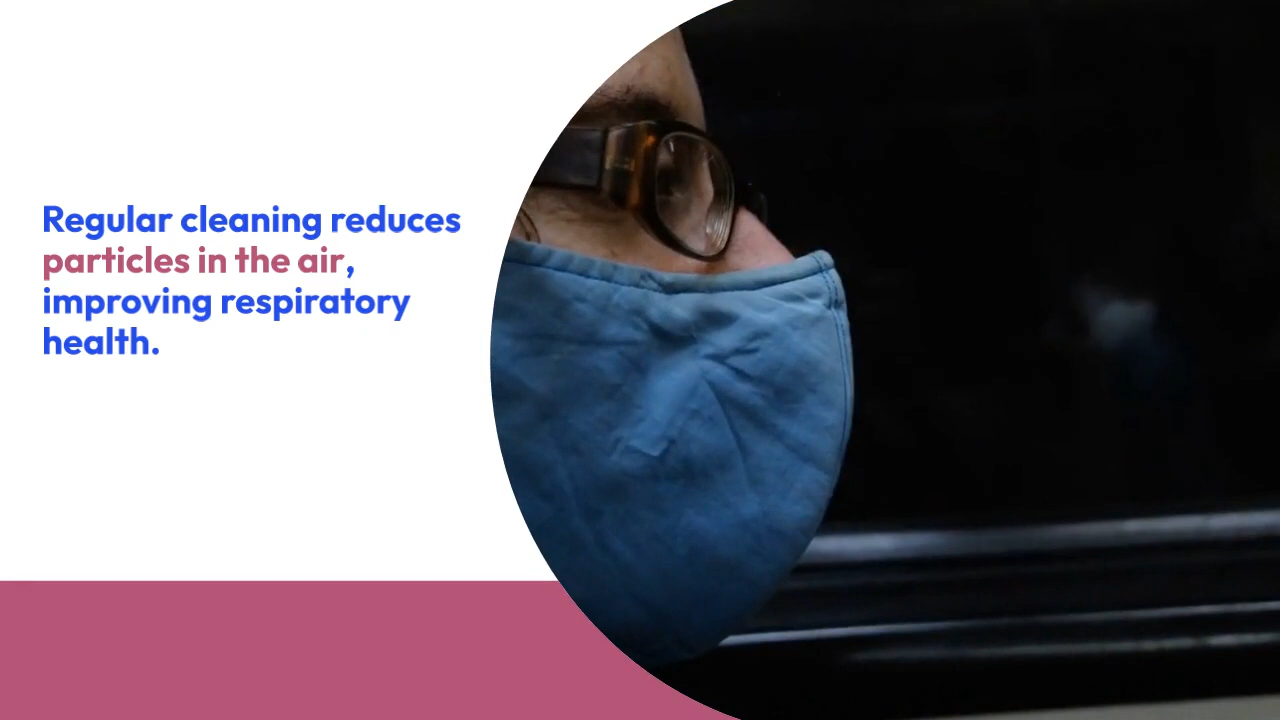 Regular cleaning reduces
particles in the air,
improving respiratory
health.